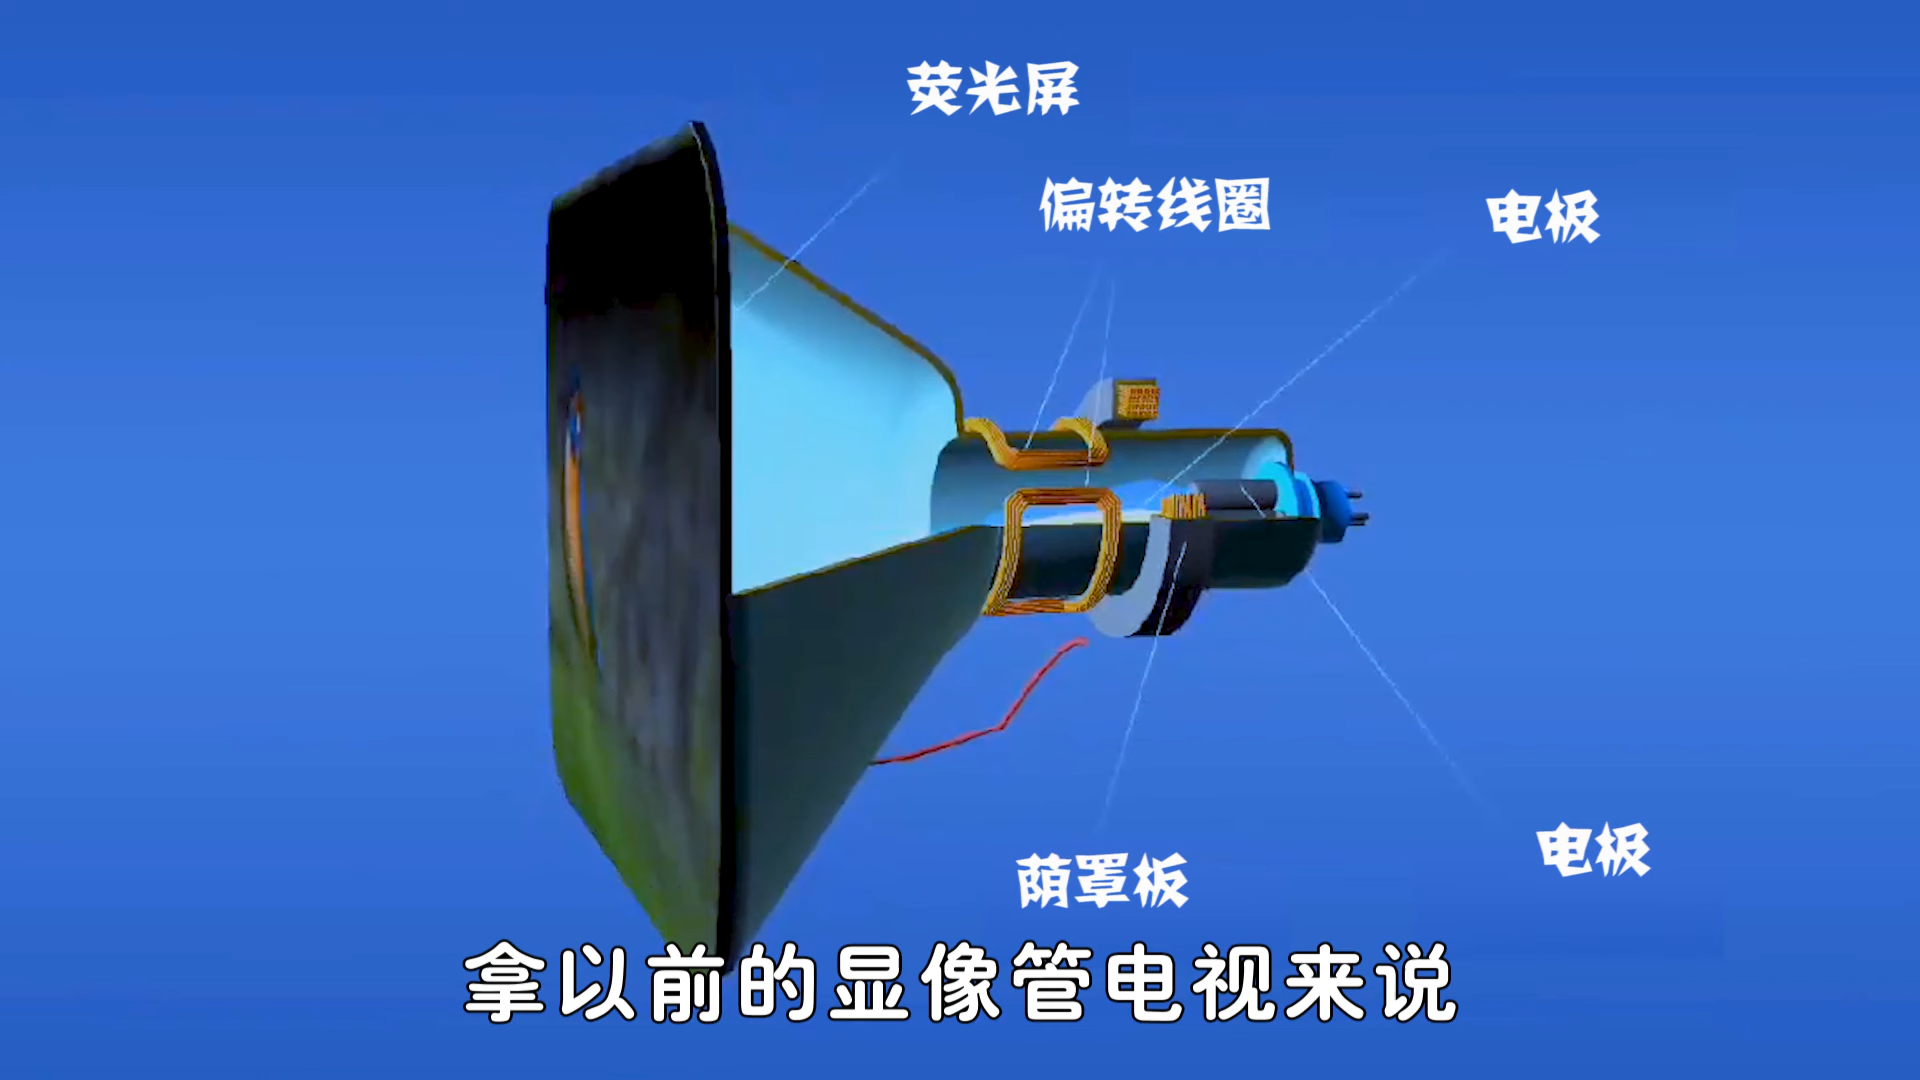 荧光屏
偏转线圈
电极
电极
荫罩板
拿以前的显像管电视来说